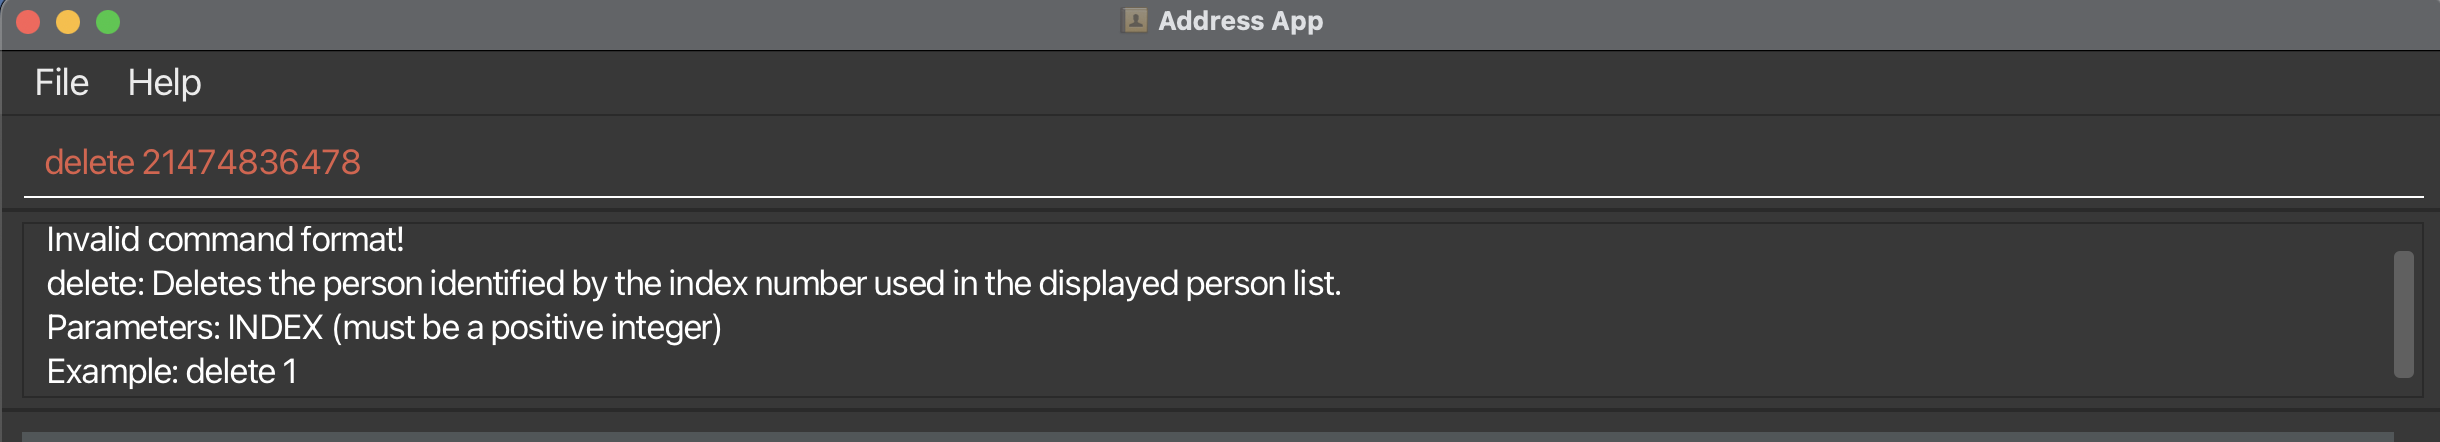 Address App
File Help
delete 21474836478
Invalid command format!
delete: Deletes the person identified by the index number used in the displayed person list.
Parameters: INDEX (must be a positive integer)
Example: delete 1